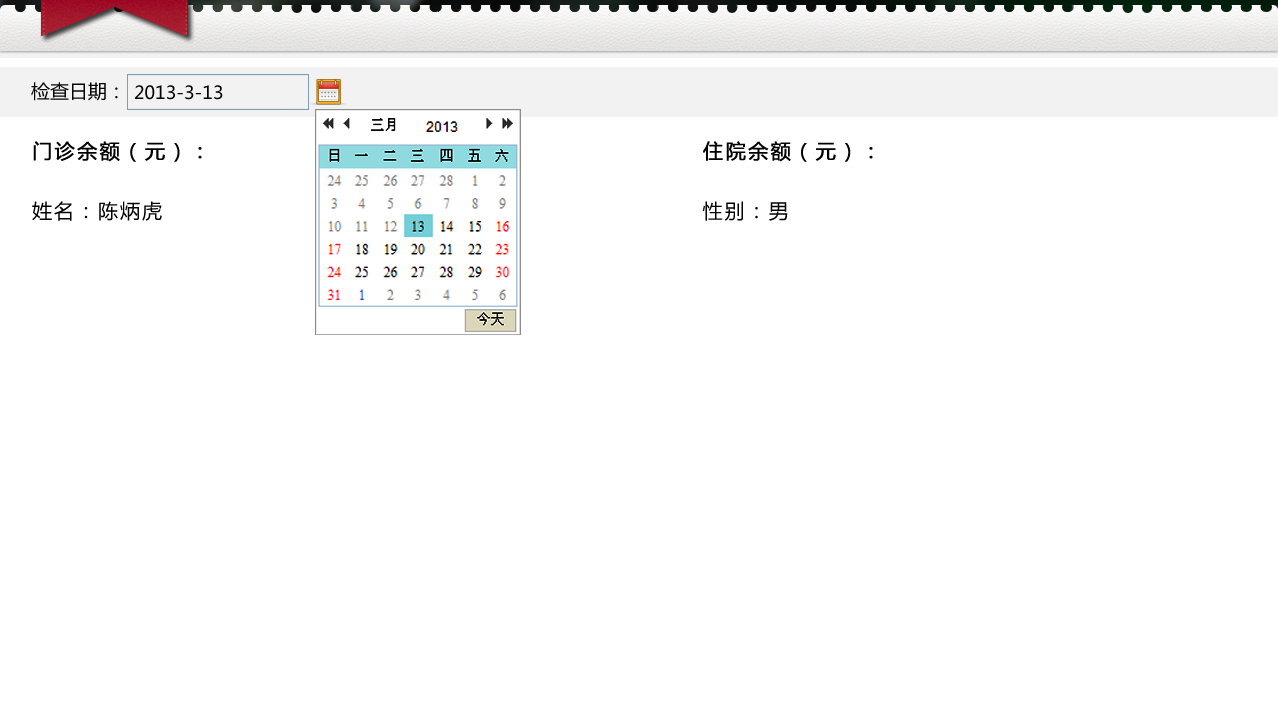 检查日期：2013-3-13
三月 2013
日 一 二 三 四 五 六
24 25 26 27 28 1 2
3 4 5 6 7 8 9
10 11 12 13 14 15 16
17 18 19 20 21 22 23
24 25 26 27 28 29 30
31 1 2 3 4 5 6
今天
门诊余额（元）： 住院余额（元）：
姓名：陈炳虎 性别：男